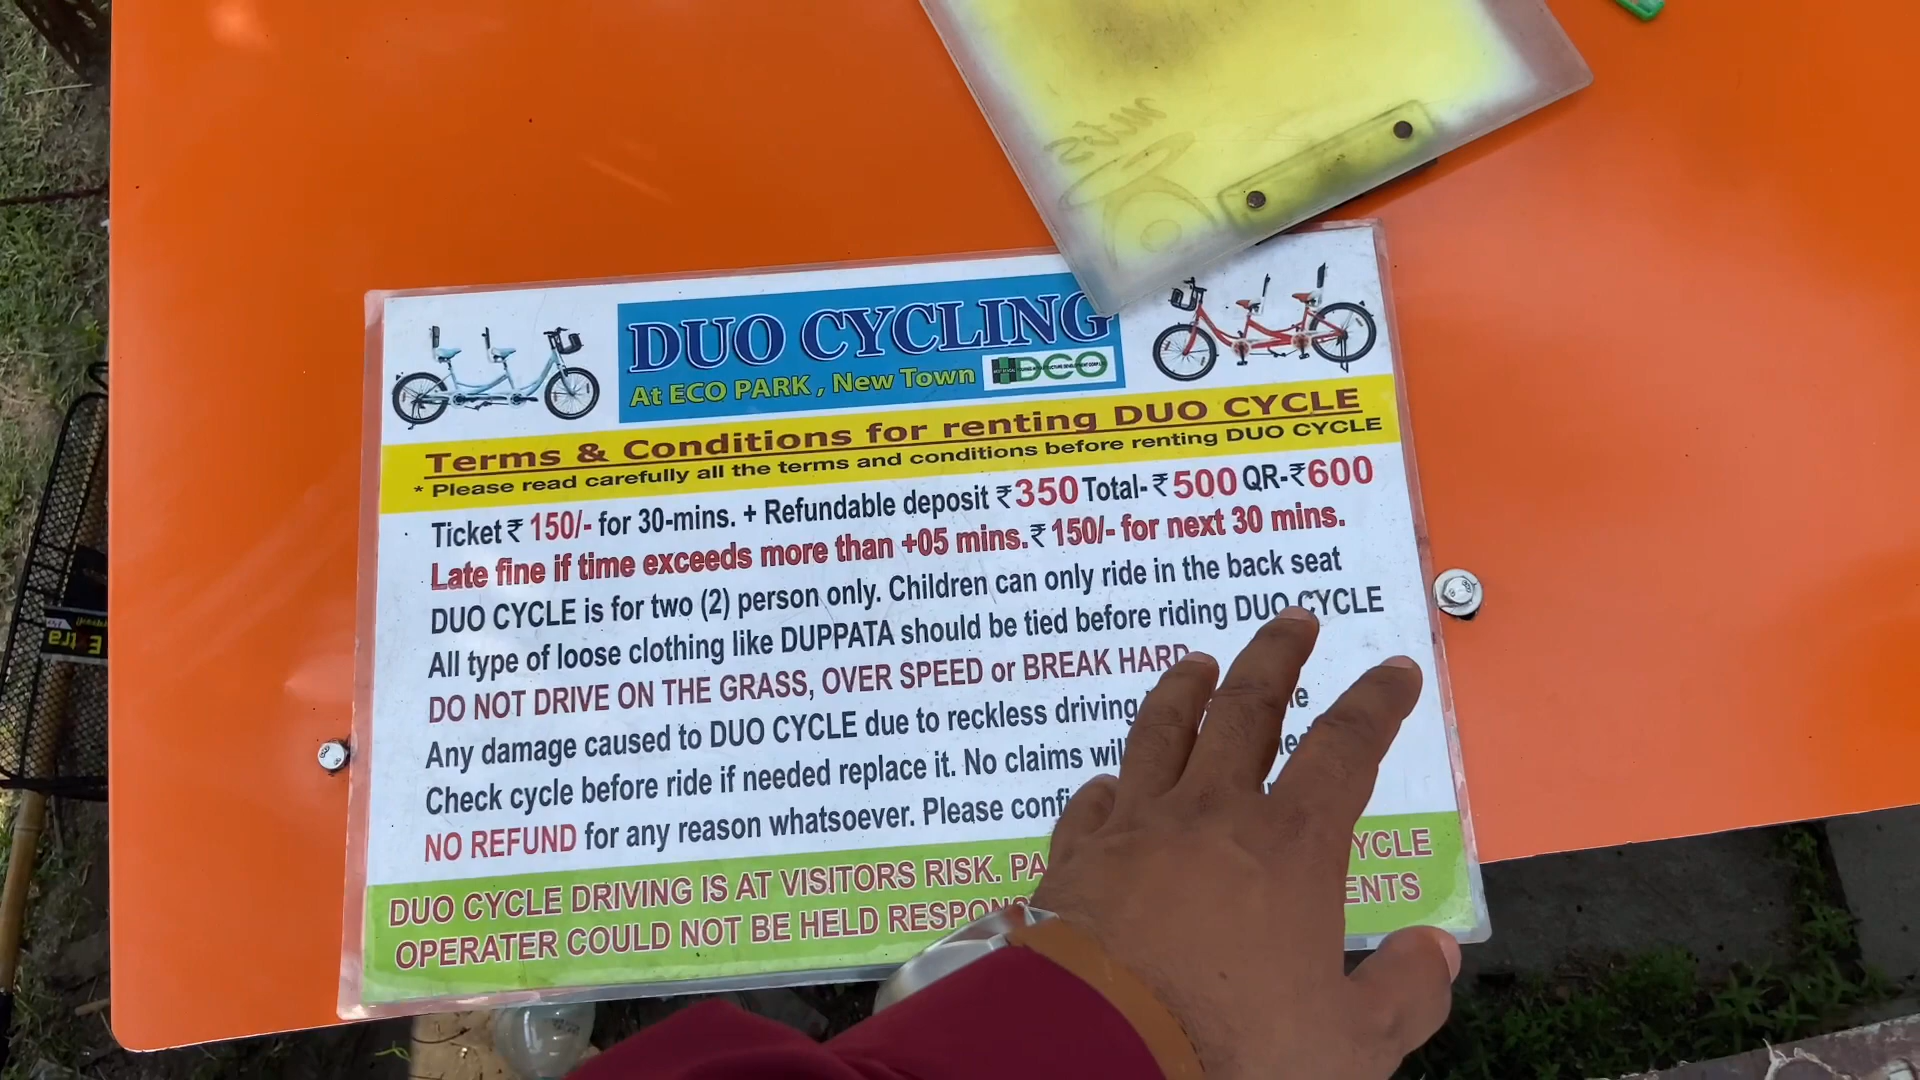 DUO CYCLING
At ECO PARK, New Town
Terms & Conditions for renting DUO CYCLE
* Please read carefully all the terms and conditions before renting DUO CYCLE
Ticket ₹ 150/- for 30-mins. + Refundable deposit ₹350 Total-₹500 QR-₹600
Late fine if time exceeds more than +05 mins.₹150/- for next 30 mins.
DUO CYCLE is for two (2) person only. Children can only ride in the back seat
All type of loose clothing like DUPPATA should be tied before riding DUO CYCLE
DO NOT DRIVE ON THE GRASS, OVER SPEED or BREAK HARD
Any damage caused to DUO CYCLE due to reckless driving
Check cycle before ride if needed replace it. No claims
NO REFUND for any reason whatsoever. Please
DUO CYCLE DRIVING IS AT VISITORS RISK.
OPERATER COULD NOT BE HELD